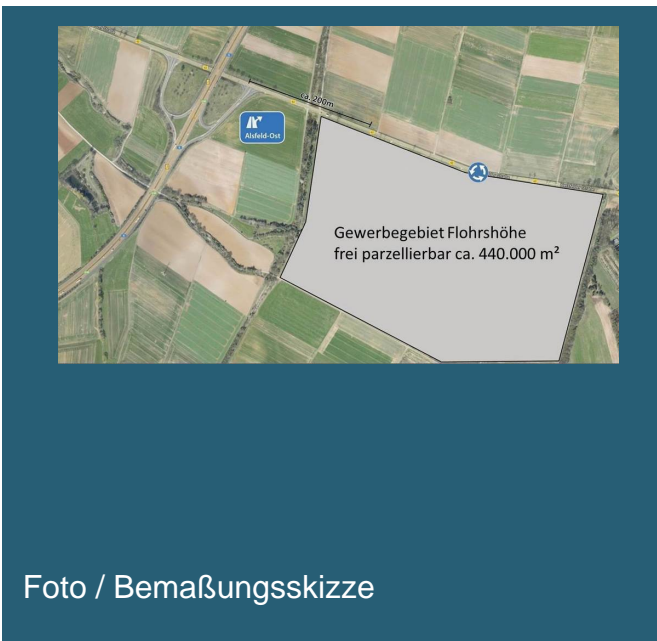 ca. 200m
Alsfeld-Ost
Gewerbegebiet Flohrshöhe
frei parzellierbar ca. 440.000 m²
Foto / Bemaßungsskizze